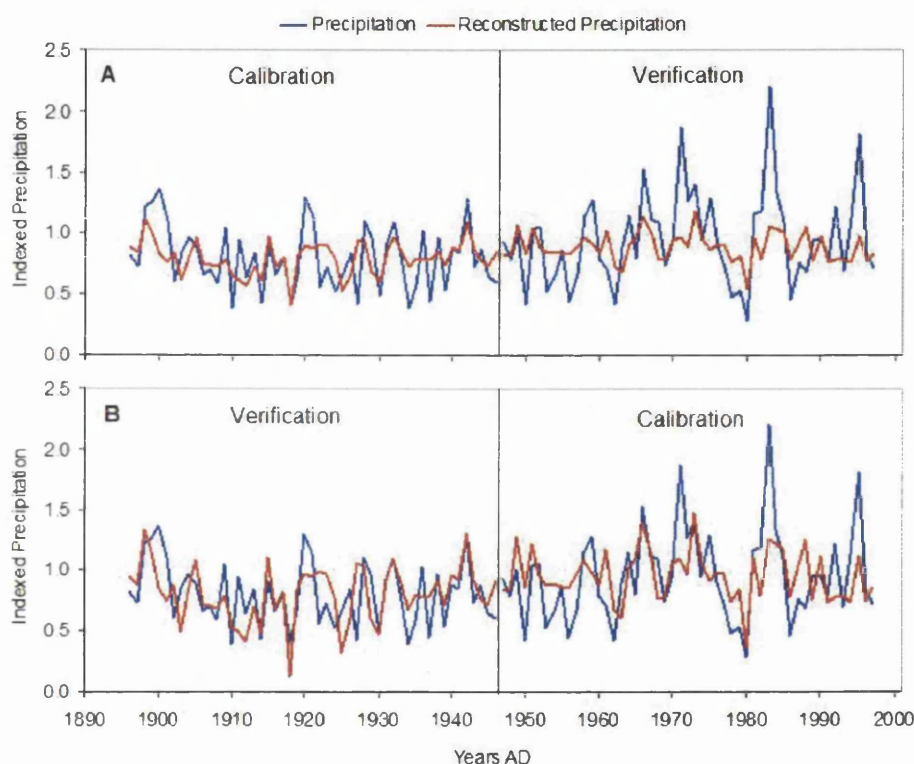 Precipitation Reconstructed Precipitation
A
Calibration Verification
Indexed Precipitation
2.5
2.0
1.5
1.0
0.5
0.0
B
Verification Calibration
Indexed Precipitation
2.5
2.0
1.5
1.0
0.5
0.0
1890 1900 1910 1920 1930 1940 1950 1960 1970 1980 1990 2000
Years AD